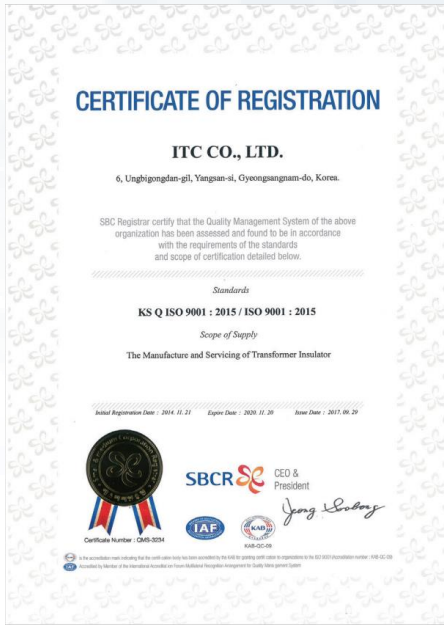 CERTIFICATE OF REGISTRATION
ITC CO., LTD.
6, Ungbigongdan-gil, Yangsan-si, Gyeongsangnam-do, Korea.
SBC Registrar certify that the Quality Management System of the above
organization has been assessed and found to be in accordance
with the requirements of the standards
and scope of certification detailed below.
Standards
KS Q ISO 9001 : 2015 / ISO 9001 : 2015
Scope of Supply
The Manufacture and Servicing of Transformer Insulator
Initial Registration Date : 2014. 11. 21 Expire Date : 2020. 11. 20 Issue Date : 2017. 09. 29
SBCR
CEO &
President
Jeong
IAF
KAB
KAB-QC-09
Certificate Number : QMS-3234